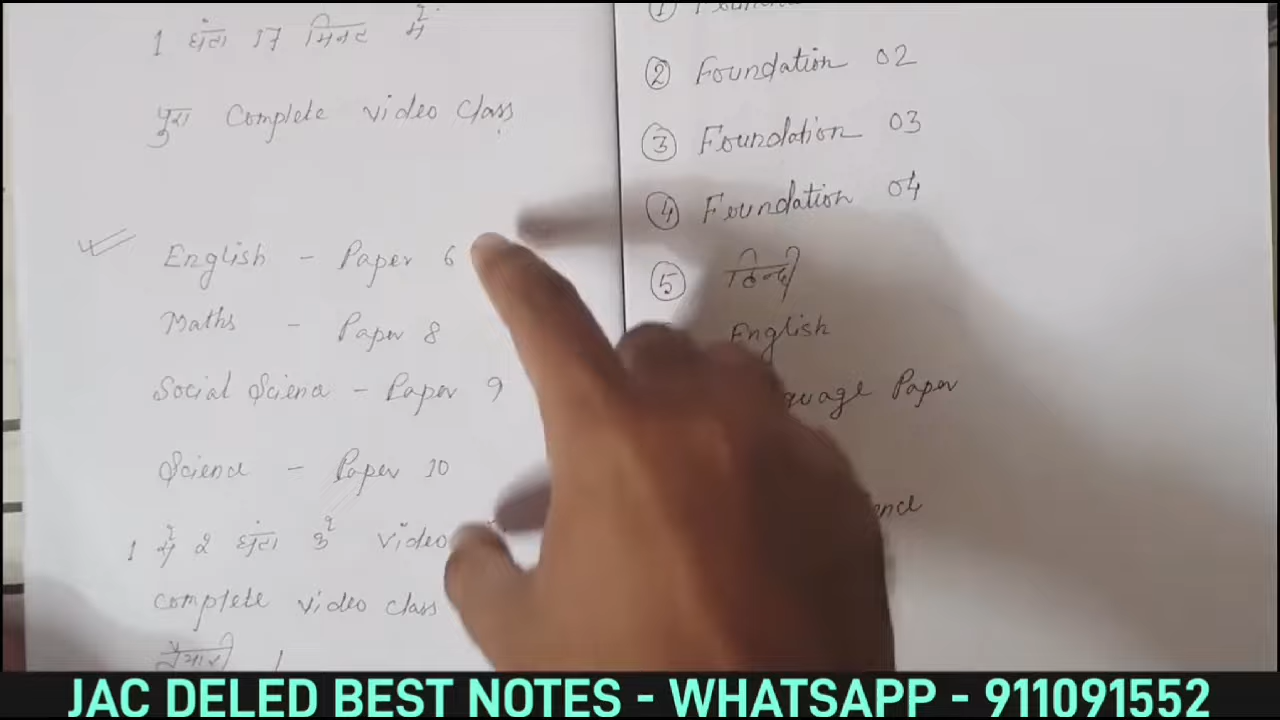 1 घंटा 17 मिनट में
पुरा Complete video class
English - Paper 6
Maths - Paper 8
Social Science - Paper 9
Science - Paper 10
1 में 2 घंटा के video
complete video class
तैयारी ।
①
② Foundation 02
③ Foundation 03
④ Foundation 04
⑤ हिन्दी
English
Paper
JAC DELED BEST NOTES - WHATSAPP - 911091552